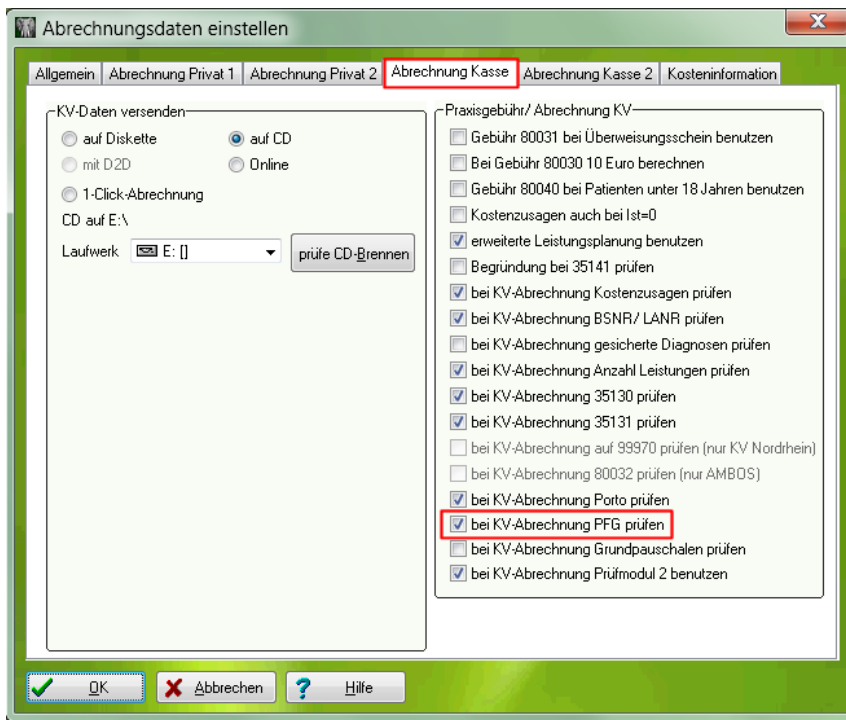 Abrechnungsdaten einstellen
Allgemein Abrechnung Privat 1 Abrechnung Privat 2 Abrechnung Kasse Abrechnung Kasse 2 Kosteninformation
KV-Daten versenden
auf Diskette auf CD
mit D2D Online
1-Click-Abrechnung
CD auf E:\
Laufwerk E: [] prüfe CD-Brennen
Praxisgebühr/ Abrechnung KV
Gebühr 80031 bei Überweisungsschein benutzen
Bei Gebühr 80030 10 Euro berechnen
Gebühr 80040 bei Patienten unter 18 Jahren benutzen
Kostenzusagen auch bei Ist=0
erweiterte Leistungsplanung benutzen
Begründung bei 35141 prüfen
bei KV-Abrechnung Kostenzusagen prüfen
bei KV-Abrechnung BSNR/ LANR prüfen
bei KV-Abrechnung gesicherte Diagnosen prüfen
bei KV-Abrechnung Anzahl Leistungen prüfen
bei KV-Abrechnung 35130 prüfen
bei KV-Abrechnung 35131 prüfen
bei KV-Abrechnung auf 99970 prüfen (nur KV Nordrhein)
bei KV-Abrechnung 80032 prüfen (nur AMBOS)
bei KV-Abrechnung Porto prüfen
bei KV-Abrechnung PFG prüfen
bei KV-Abrechnung Grundpauschalen prüfen
bei KV-Abrechnung Prüfmodul 2 benutzen
OK Abbrechen Hilfe